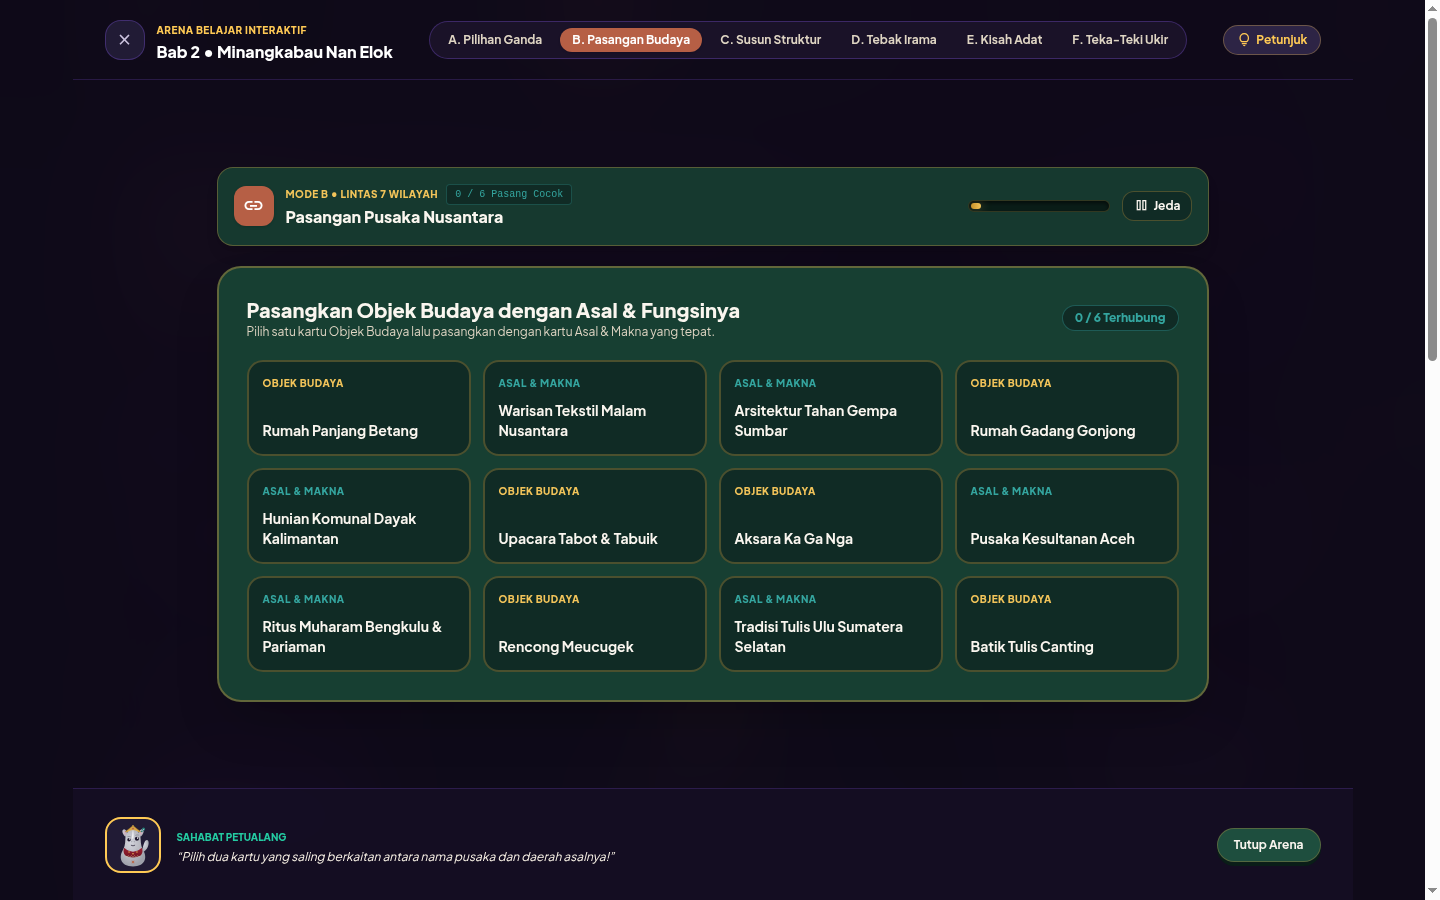 ARENA BELAJAR INTERAKTIF
Bab 2 • Minangkabau Nan Elok
A. Pilihan Ganda
B. Pasangan Budaya
C. Susun Struktur
D. Tebak Irama
E. Kisah Adat
F. Teka-Teki Ukir
Petunjuk
MODE B • LINTAS 7 WILAYAH
0 / 6 Pasang Cocok
Pasangan Pusaka Nusantara
Jeda
Pasangkan Objek Budaya dengan Asal & Fungsinya
Pilih satu kartu Objek Budaya lalu pasangkan dengan kartu Asal & Makna yang tepat.
0 / 6 Terhubung
OBJEK BUDAYA
Rumah Panjang Betang
ASAL & MAKNA
Warisan Tekstil Malam
Nusantara
ASAL & MAKNA
Arsitektur Tahan Gempa
Sumbar
OBJEK BUDAYA
Rumah Gadang Gonjong
ASAL & MAKNA
Hunian Komunal Dayak
Kalimantan
OBJEK BUDAYA
Upacara Tabot & Tabuik
OBJEK BUDAYA
Aksara Ka Ga Nga
ASAL & MAKNA
Pusaka Kesultanan Aceh
ASAL & MAKNA
Ritus Muharam Bengkulu &
Pariaman
OBJEK BUDAYA
Rencong Meucugek
ASAL & MAKNA
Tradisi Tulis Ulu Sumatera
Selatan
OBJEK BUDAYA
Batik Tulis Canting
SAHABAT PETUALANG
"Pilih dua kartu yang saling berkaitan antara nama pusaka dan daerah asalnya!"
Tutup Arena